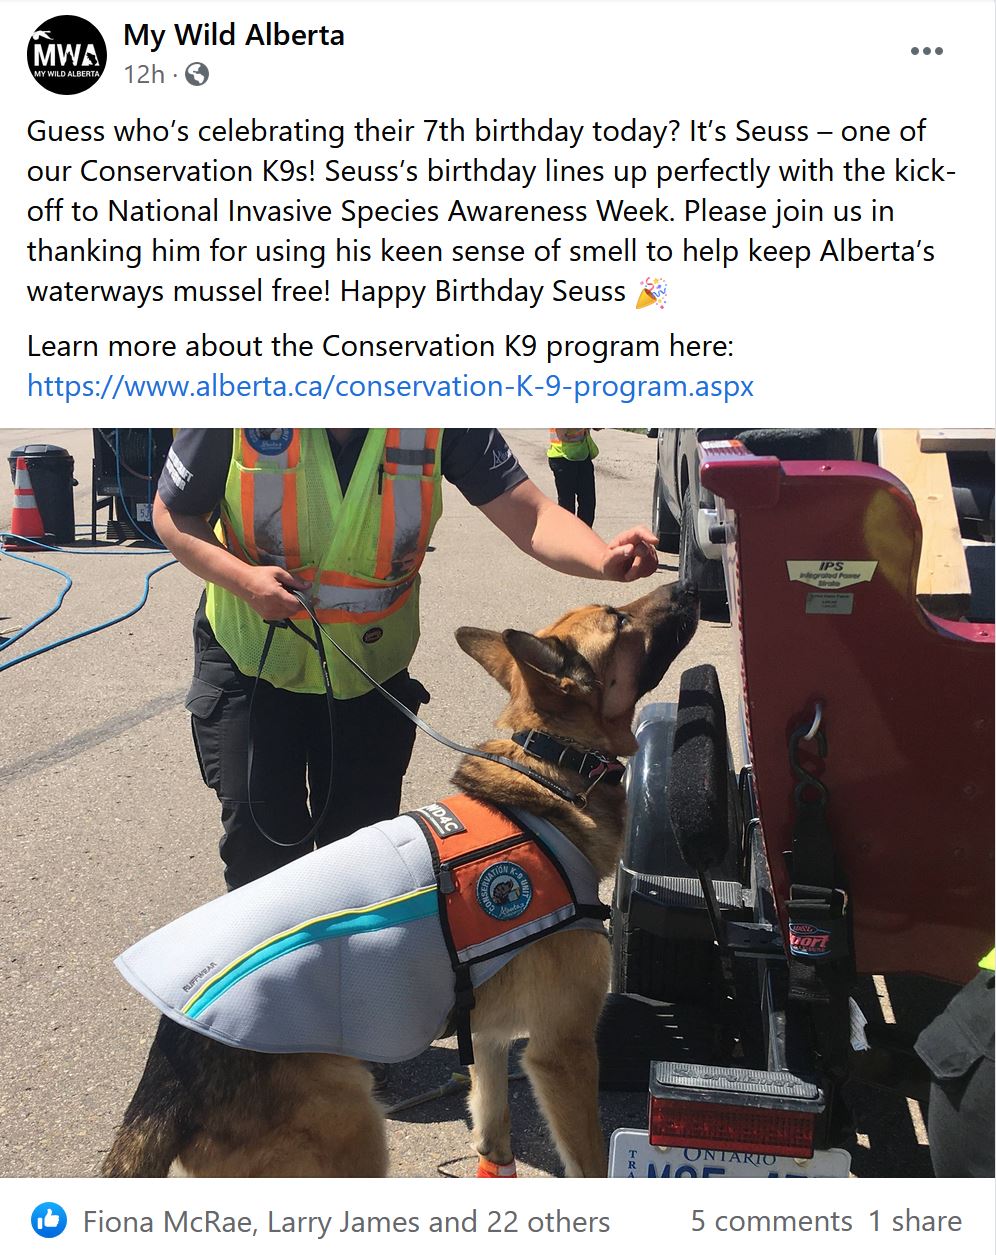 My Wild Alberta
MWA
MY WILD ALBERTA
12h ·
Guess who’s celebrating their 7th birthday today? It’s Seuss – one of
our Conservation K9s! Seuss’s birthday lines up perfectly with the kick-
off to National Invasive Species Awareness Week. Please join us in
thanking him for using his keen sense of smell to help keep Alberta’s
waterways mussel free! Happy Birthday Seuss 🎉
Learn more about the Conservation K9 program here:
https://www.alberta.ca/conservation-K-9-program.aspx
IPS
Integrated Power
Stroke
WD4C
CONSERVATION K-9 UNIT
Alberta
RUFFWEAR
port
ONTARIO
TRA
Fiona McRae, Larry James and 22 others
5 comments 1 share